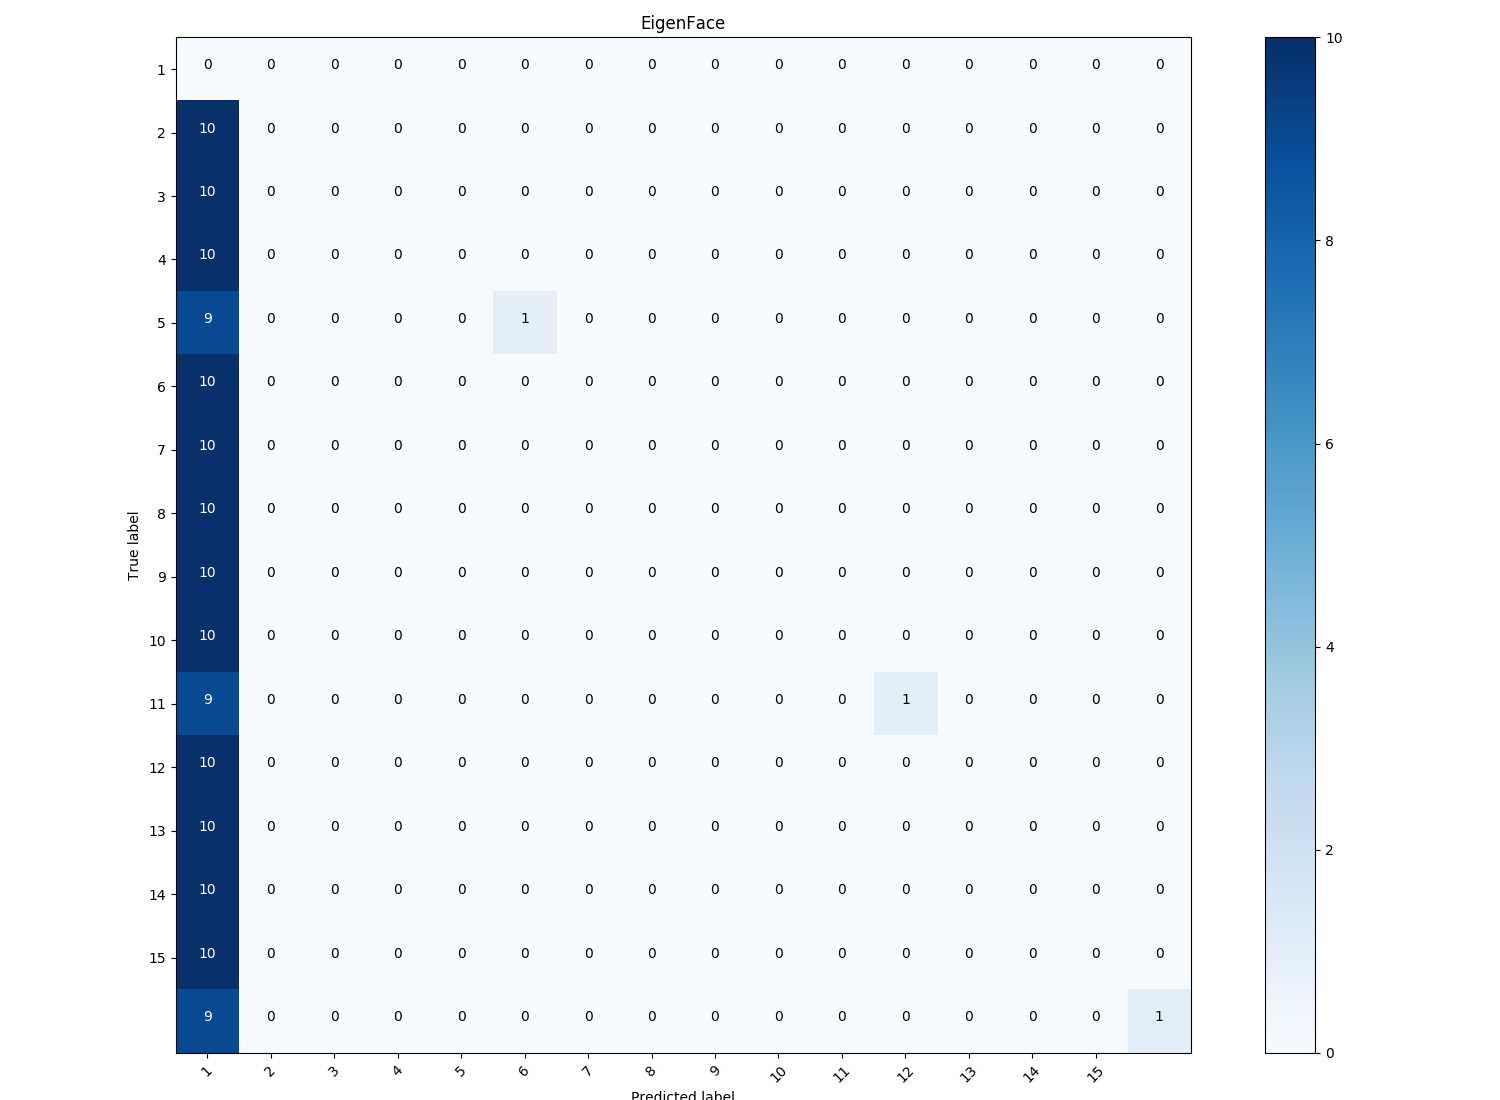 EigenFace
1 0 0 0 0 0 0 0 0 0 0 0 0 0 0 0 0
2 10 0 0 0 0 0 0 0 0 0 0 0 0 0 0 0
3 10 0 0 0 0 0 0 0 0 0 0 0 0 0 0 0
4 10 0 0 0 0 0 0 0 0 0 0 0 0 0 0 0
5 9 0 0 0 0 1 0 0 0 0 0 0 0 0 0 0
6 10 0 0 0 0 0 0 0 0 0 0 0 0 0 0 0
7 10 0 0 0 0 0 0 0 0 0 0 0 0 0 0 0
8 10 0 0 0 0 0 0 0 0 0 0 0 0 0 0 0
True label
9 10 0 0 0 0 0 0 0 0 0 0 0 0 0 0 0
10 10 0 0 0 0 0 0 0 0 0 0 0 0 0 0 0
11 9 0 0 0 0 0 0 0 0 0 0 1 0 0 0 0
12 10 0 0 0 0 0 0 0 0 0 0 0 0 0 0 0
13 10 0 0 0 0 0 0 0 0 0 0 0 0 0 0 0
14 10 0 0 0 0 0 0 0 0 0 0 0 0 0 0 0
15 10 0 0 0 0 0 0 0 0 0 0 0 0 0 0 0
9 0 0 0 0 0 0 0 0 0 0 0 0 0 0 1
1 2 3 4 5 6 7 8 9 10 11 12 13 14 15
Predicted label
10
8
6
4
2
0